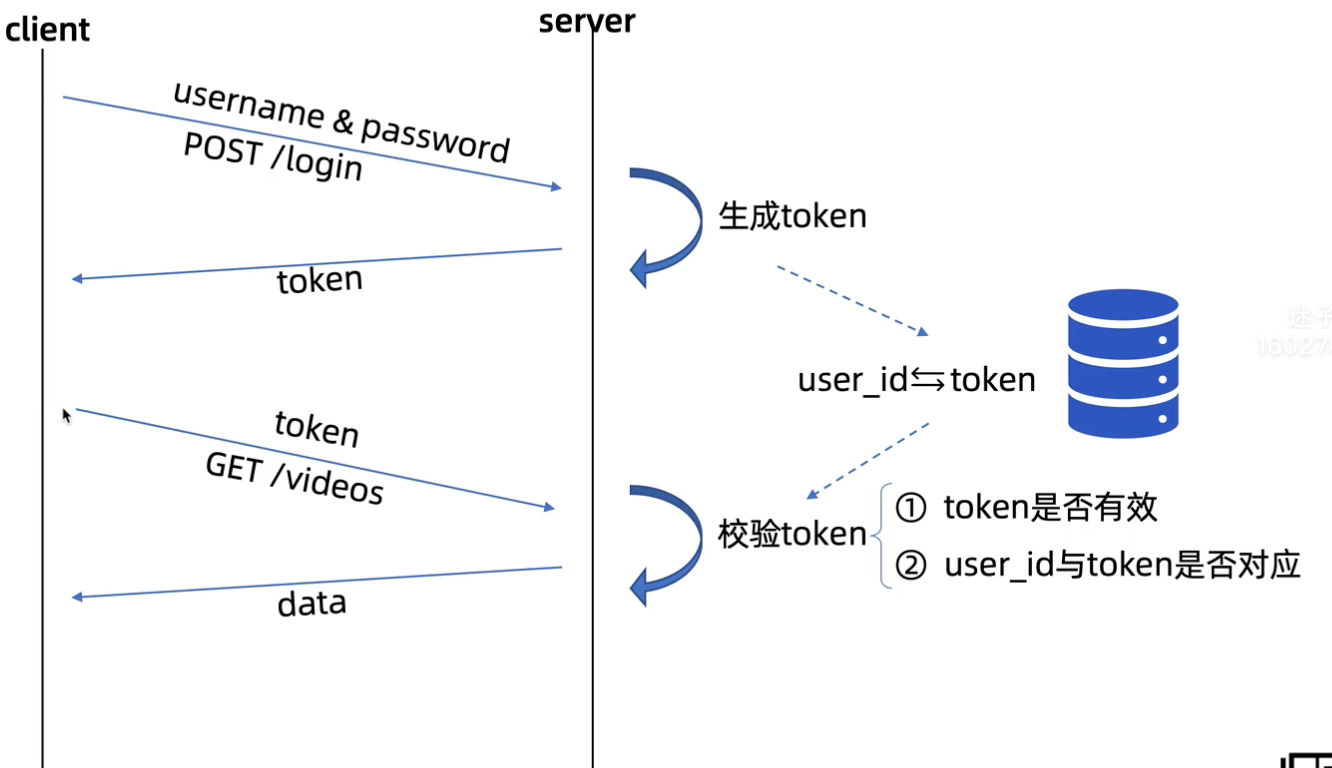 client
server
username & password
POST /login
生成token
token
user_id⇆token
token
GET /videos
校验token
① token是否有效
② user_id与token是否对应
data